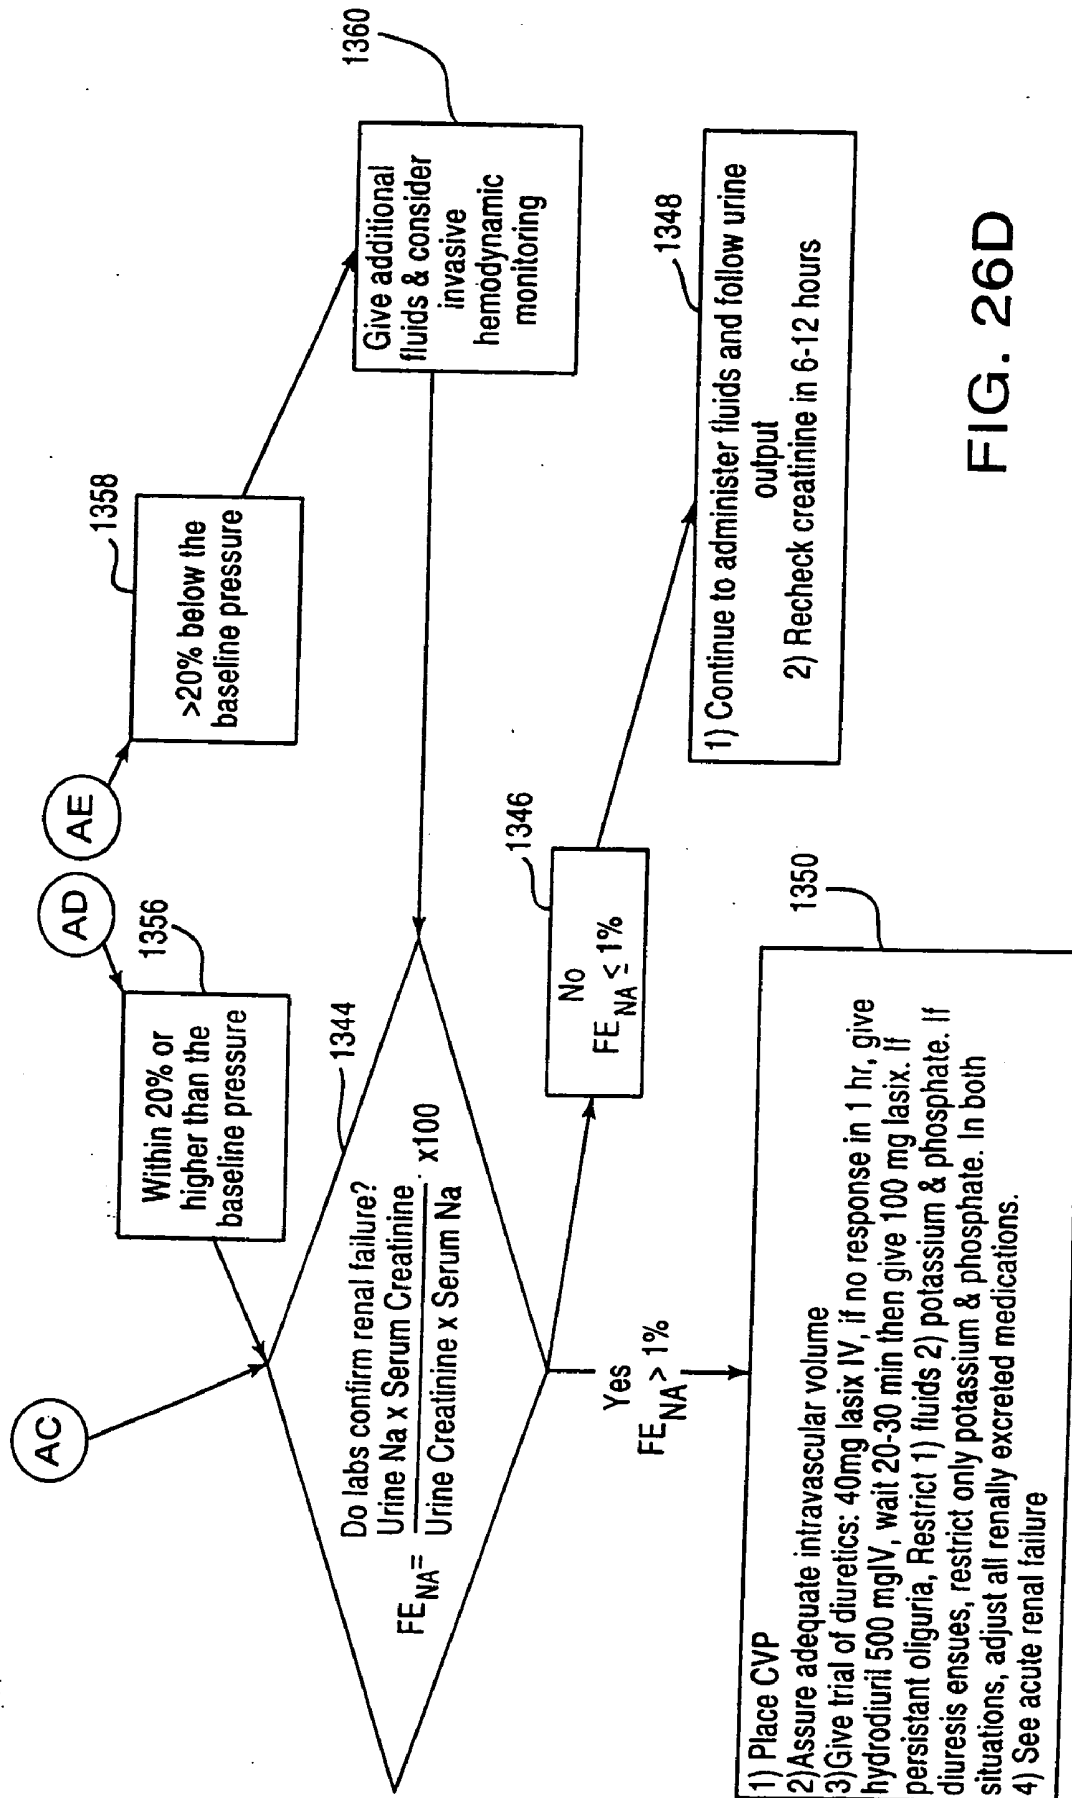 AC
AD
AE
1356
Within 20% or
higher than the
baseline pressure
1358
>20% below the
baseline pressure
1360
Give additional
fluids & consider
invasive
hemodynamic
monitoring
1344
Do labs confirm renal failure?
FE NA = Urine Na x Serum Creatinine x100
Urine Creatinine x Serum Na
1346
No
FE NA ≤ 1%
1348
1) Continue to administer fluids and follow urine
output
2) Recheck creatinine in 6-12 hours
Yes
FE NA > 1%
1350
1) Place CVP
2)Assure adequate intravascular volume
3)Give trial of diuretics: 40mg lasix IV, if no response in 1 hr, give
hydrodiuril 500 mgIV, wait 20-30 min then give 100 mg lasix. If
persistant oliguria, Restrict 1) fluids 2) potassium & phosphate. If
diuresis ensues, restrict only potassium & phosphate. In both
situations, adjust all renally excreted medications.
4) See acute renal failure
FIG. 26D